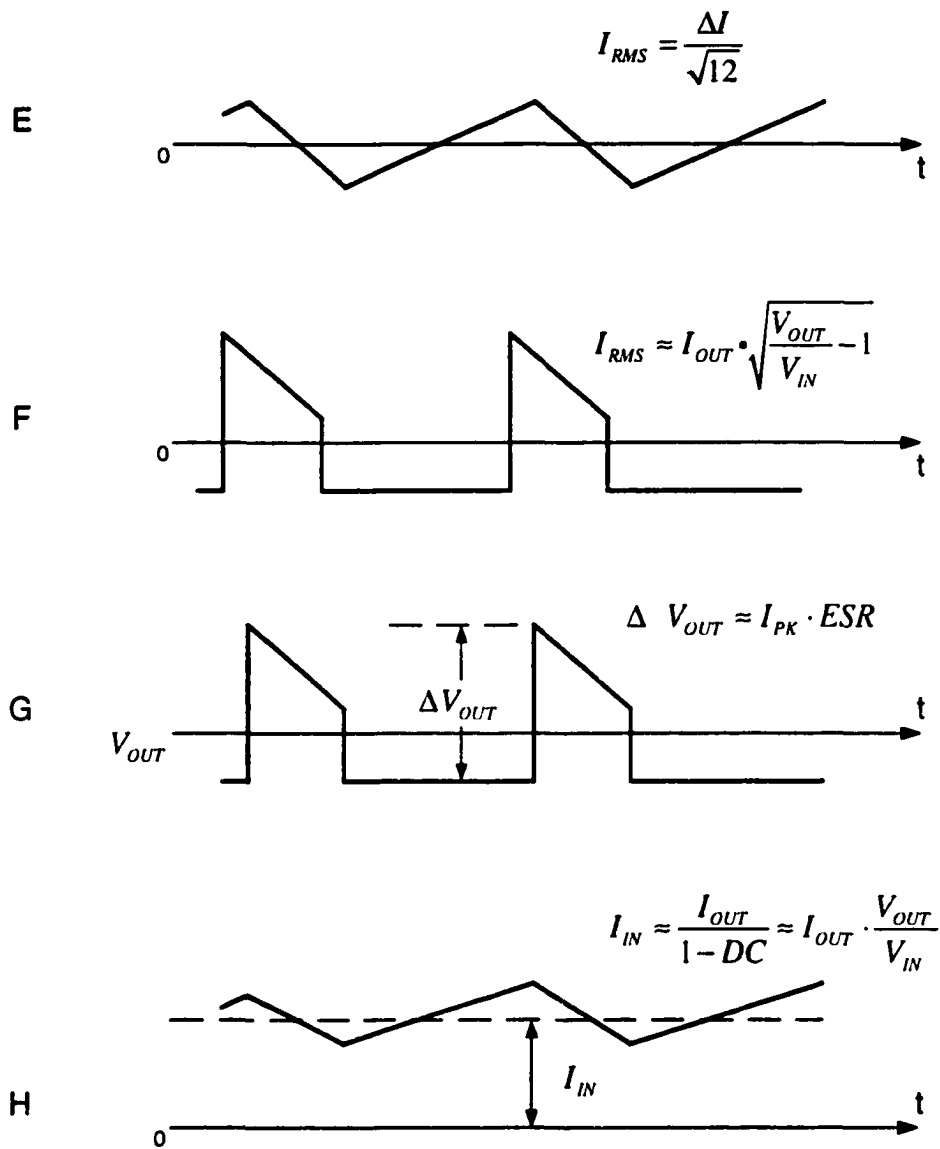 I_RMS = ΔI/√12
E
0 t
I_RMS ≈ I_OUT • √(V_OUT/V_IN − 1)
F
0 t
Δ V_OUT ≈ I_PK · ESR
G
ΔV_OUT
t
V_OUT
I_IN ≈ I_OUT/(1 − DC) ≈ I_OUT · V_OUT/V_IN
I_IN
H
0 t